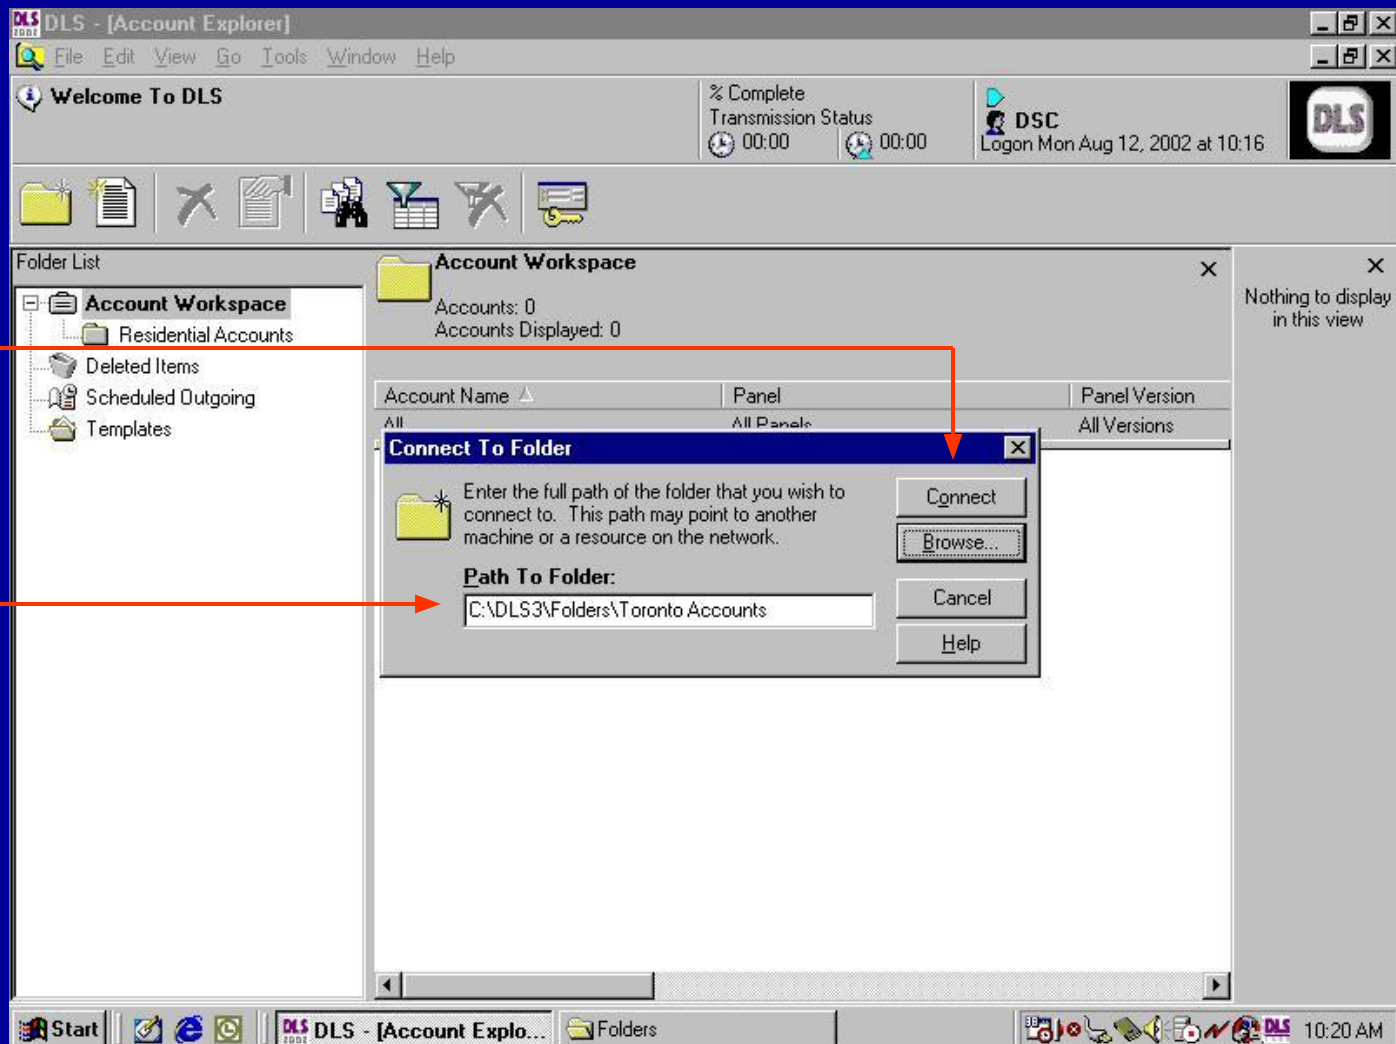 DLS - [Account Explorer]
File Edit View Go Tools Window Help
Welcome To DLS
% Complete
Transmission Status
00:00 00:00
DSC
Logon Mon Aug 12, 2002 at 10:16
DLS
Folder List
Account Workspace
Residential Accounts
Deleted Items
Scheduled Outgoing
Templates
Account Workspace
Accounts: 0
Accounts Displayed: 0
Nothing to display
in this view
Account Name Panel Panel Version
All All Panels All Versions
Connect To Folder
Enter the full path of the folder that you wish to
connect to. This path may point to another
machine or a resource on the network.
Path To Folder:
C:\DLS3\Folders\Toronto Accounts
Connect
Browse...
Cancel
Help
Start
DLS - [Account Explo...
Folders
DLS
10:20 AM